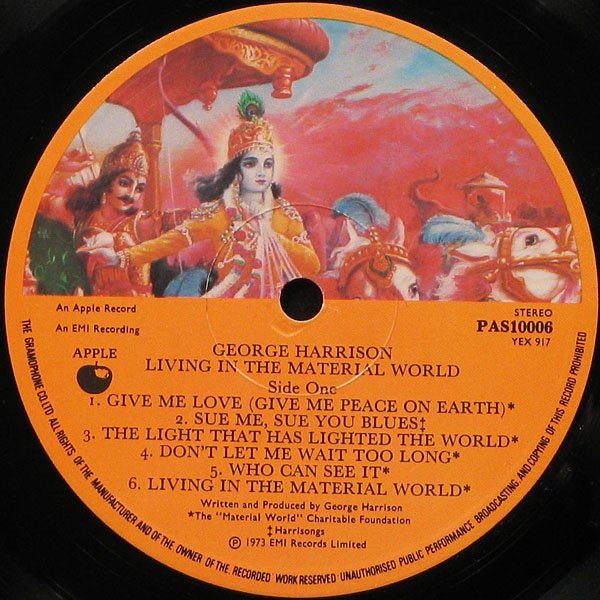 An Apple Record
An EMI Recording
APPLE
STEREO
PAS10006
YEX 917
GEORGE HARRISON
LIVING IN THE MATERIAL WORLD
Side One
1. GIVE ME LOVE (GIVE ME PEACE ON EARTH)*
2. SUE ME, SUE YOU BLUES‡
3. THE LIGHT THAT HAS LIGHTED THE WORLD*
4. DON'T LET ME WAIT TOO LONG*
5. WHO CAN SEE IT*
6. LIVING IN THE MATERIAL WORLD*
Written and Produced by George Harrison
*The "Material World" Charitable Foundation
‡ Harrisongs
Ⓟ 1973 EMI Records Limited
THE GRAMOPHONE CO. LTD ALL RIGHTS OF THE MANUFACTURER AND OF THE OWNER OF THE RECORDED WORK RESERVED · UNAUTHORISED PUBLIC PERFORMANCE BROADCASTING AND COPYING OF THIS RECORD PROHIBITED